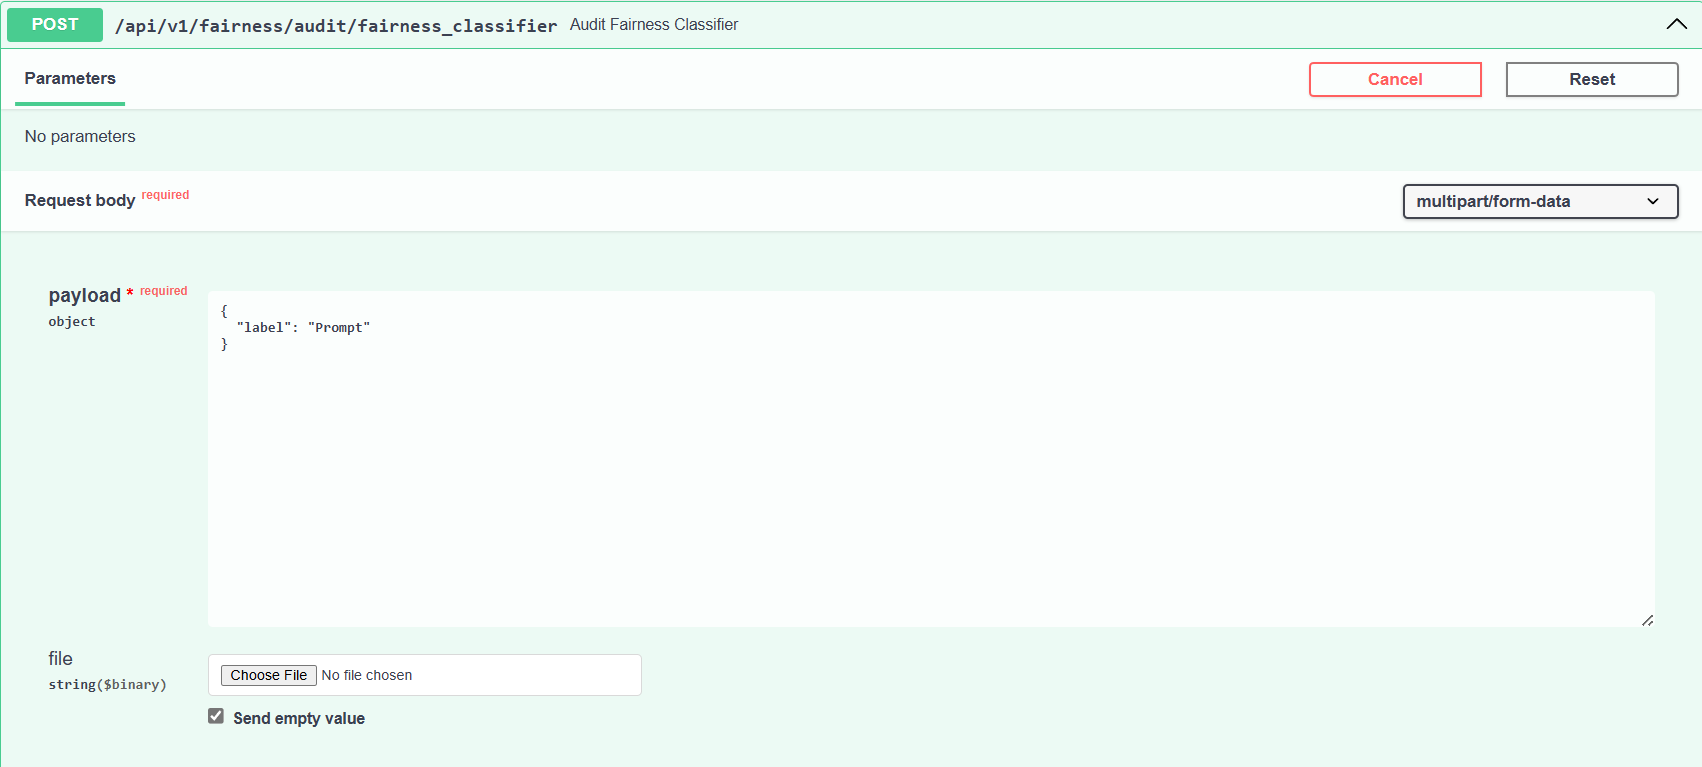 POST /api/v1/fairness/audit/fairness_classifier Audit Fairness Classifier
Parameters Cancel Reset
No parameters
Request body required multipart/form-data
payload * required
object
{
  "label": "Prompt"
}
file
string($binary)
Choose File No file chosen
Send empty value